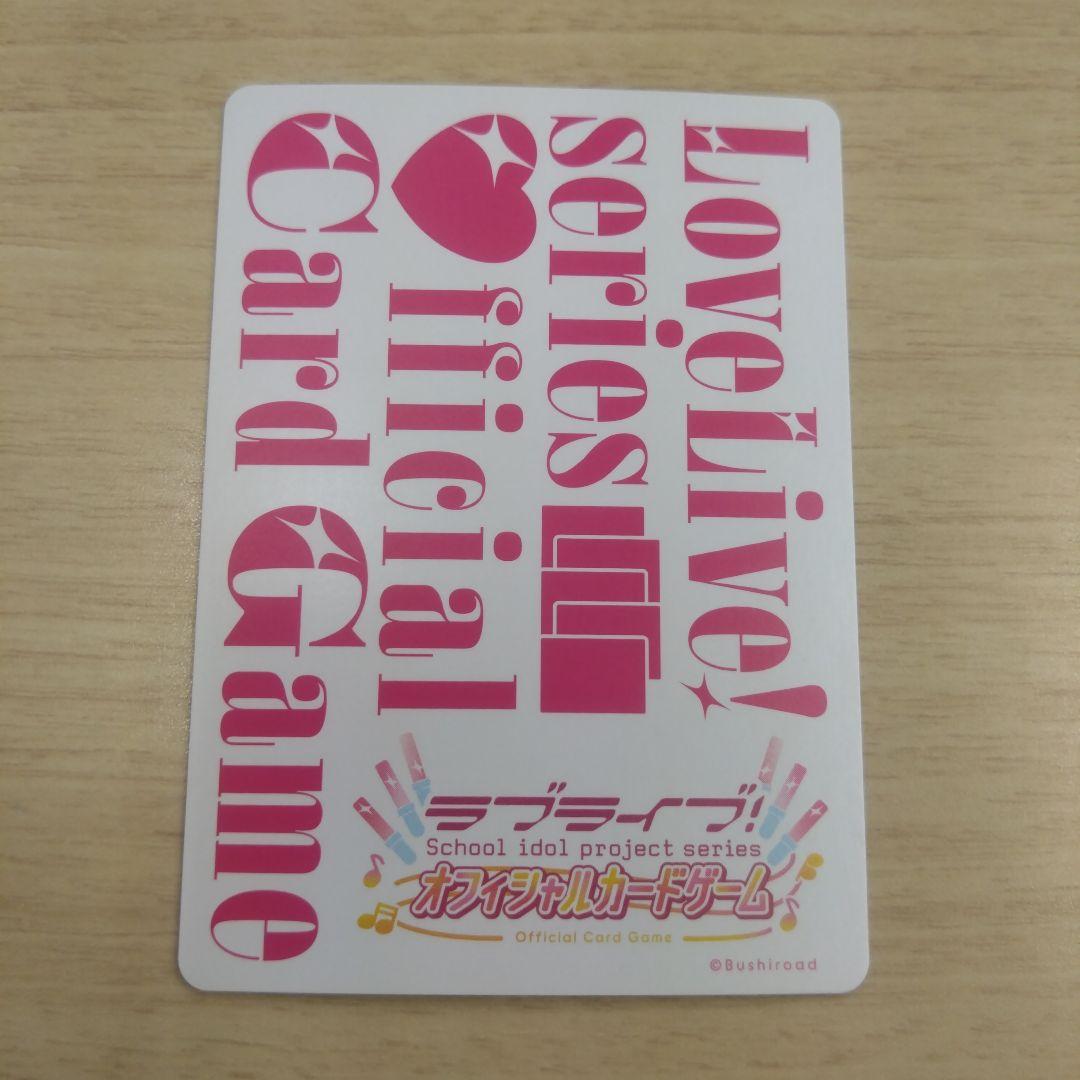 LoveLive!
series
fficial
Card Game
ラブライブ!
School idol project series
オフィシャルカードゲーム
Official Card Game
©Bushiroad